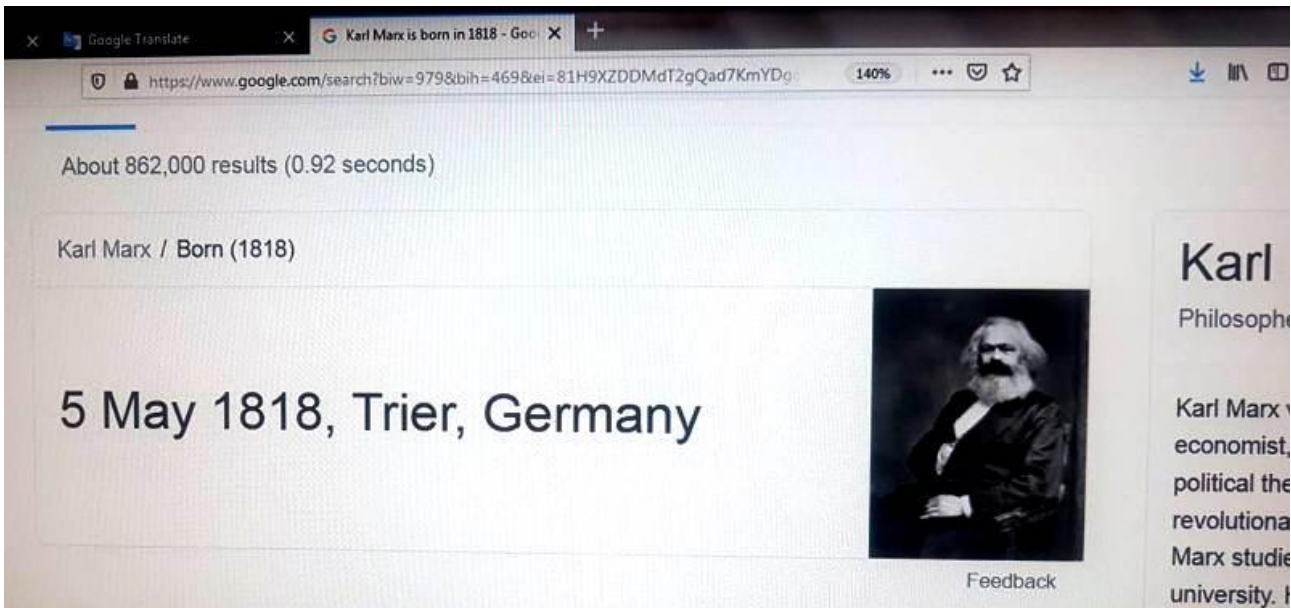 Google Translate
Karl Marx is born in 1818 - Goo
https://www.google.com/search?biw=979&bih=469&ei=81H9XZDDMdT2gQad7KmYDg
140%
About 862,000 results (0.92 seconds)
Karl Marx / Born (1818)
5 May 1818, Trier, Germany
Feedback
Karl
Philosophe
Karl Marx
economist,
political the
revolutiona
Marx studie
university. H